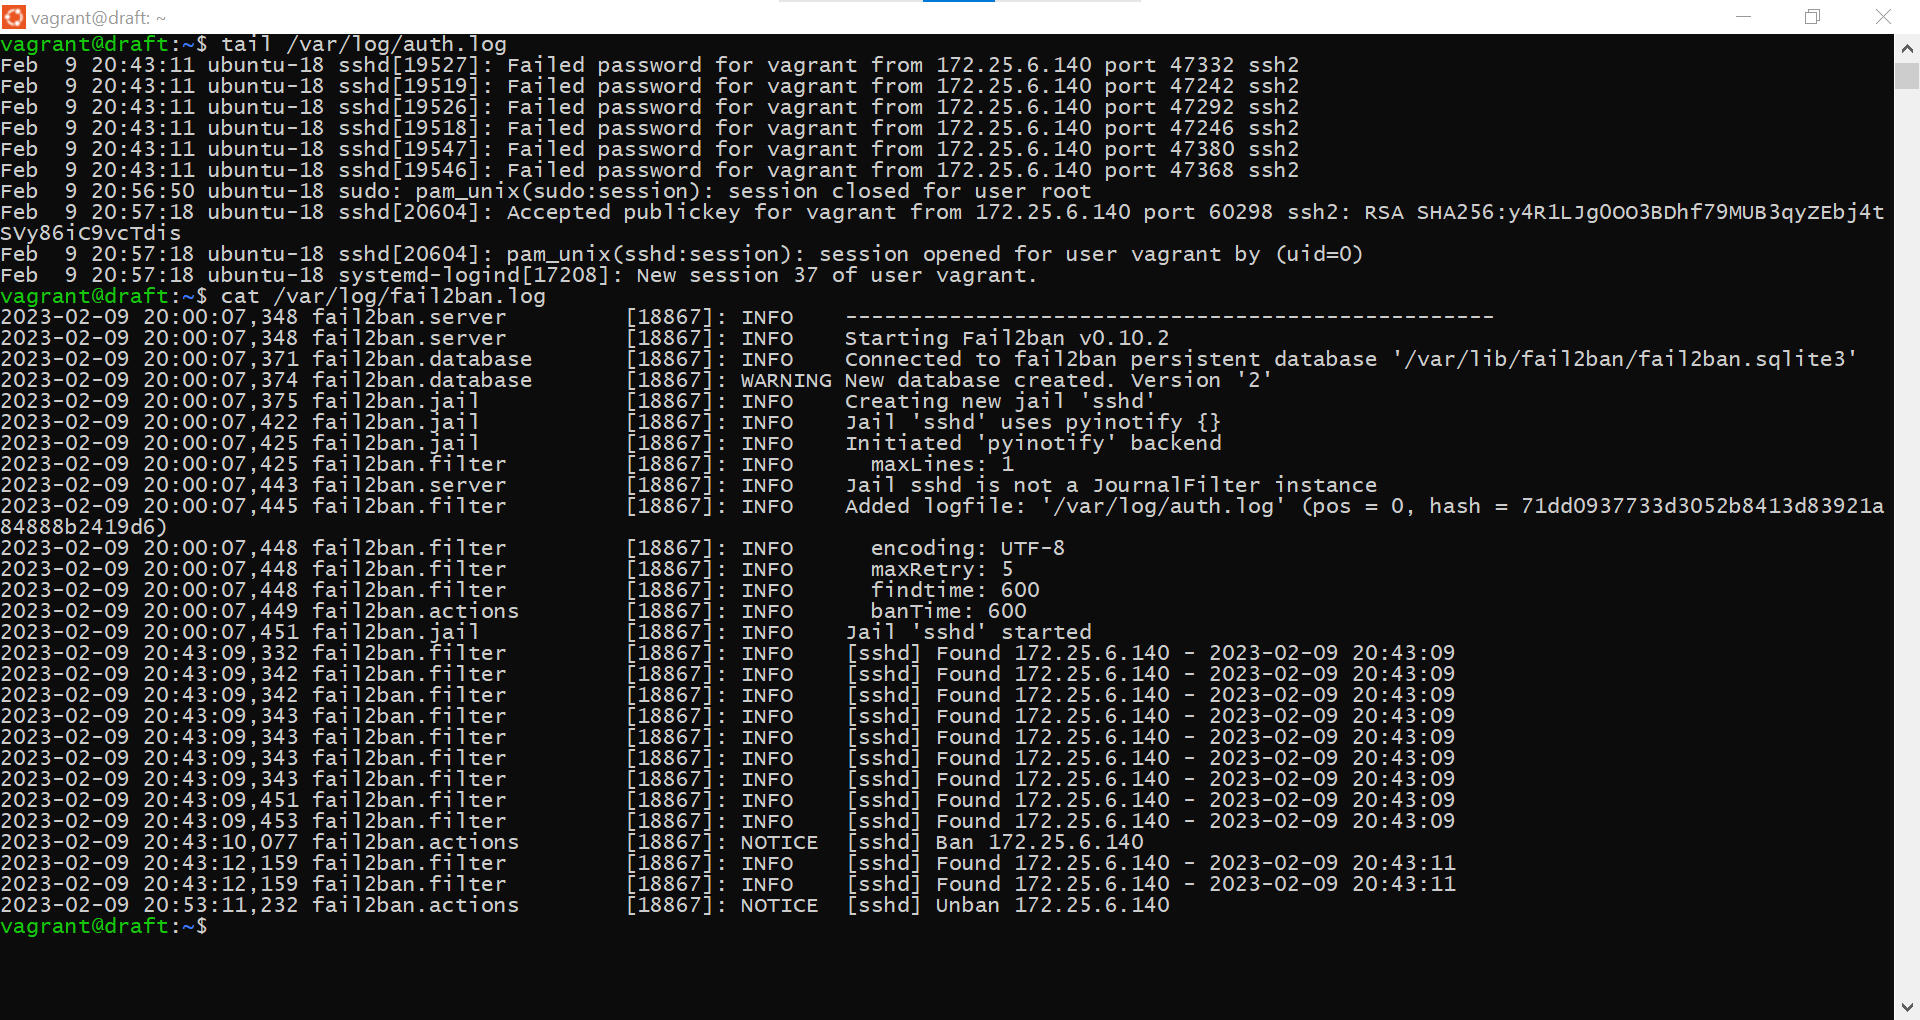 vagrant@draft: ~
vagrant@draft:~$ tail /var/log/auth.log
Feb  9 20:43:11 ubuntu-18 sshd[19527]: Failed password for vagrant from 172.25.6.140 port 47332 ssh2
Feb  9 20:43:11 ubuntu-18 sshd[19519]: Failed password for vagrant from 172.25.6.140 port 47242 ssh2
Feb  9 20:43:11 ubuntu-18 sshd[19526]: Failed password for vagrant from 172.25.6.140 port 47292 ssh2
Feb  9 20:43:11 ubuntu-18 sshd[19518]: Failed password for vagrant from 172.25.6.140 port 47246 ssh2
Feb  9 20:43:11 ubuntu-18 sshd[19547]: Failed password for vagrant from 172.25.6.140 port 47380 ssh2
Feb  9 20:43:11 ubuntu-18 sshd[19546]: Failed password for vagrant from 172.25.6.140 port 47368 ssh2
Feb  9 20:56:50 ubuntu-18 sudo: pam_unix(sudo:session): session closed for user root
Feb  9 20:57:18 ubuntu-18 sshd[20604]: Accepted publickey for vagrant from 172.25.6.140 port 60298 ssh2: RSA SHA256:y4R1LJgOOO3BDhf79MUB3qyZEbj4t
SVy86iC9vcTdis
Feb  9 20:57:18 ubuntu-18 sshd[20604]: pam_unix(sshd:session): session opened for user vagrant by (uid=0)
Feb  9 20:57:18 ubuntu-18 systemd-logind[17208]: New session 37 of user vagrant.
vagrant@draft:~$ cat /var/log/fail2ban.log
2023-02-09 20:00:07,348 fail2ban.server         [18867]: INFO    --------------------------------------------------
2023-02-09 20:00:07,348 fail2ban.server         [18867]: INFO    Starting Fail2ban v0.10.2
2023-02-09 20:00:07,371 fail2ban.database       [18867]: INFO    Connected to fail2ban persistent database '/var/lib/fail2ban/fail2ban.sqlite3'
2023-02-09 20:00:07,374 fail2ban.database       [18867]: WARNING New database created. Version '2'
2023-02-09 20:00:07,375 fail2ban.jail           [18867]: INFO    Creating new jail 'sshd'
2023-02-09 20:00:07,422 fail2ban.jail           [18867]: INFO    Jail 'sshd' uses pyinotify {}
2023-02-09 20:00:07,425 fail2ban.jail           [18867]: INFO    Initiated 'pyinotify' backend
2023-02-09 20:00:07,425 fail2ban.filter         [18867]: INFO      maxLines: 1
2023-02-09 20:00:07,443 fail2ban.server         [18867]: INFO    Jail sshd is not a JournalFilter instance
2023-02-09 20:00:07,445 fail2ban.filter         [18867]: INFO    Added logfile: '/var/log/auth.log' (pos = 0, hash = 71dd0937733d3052b8413d83921a
84888b2419d6)
2023-02-09 20:00:07,448 fail2ban.filter         [18867]: INFO      encoding: UTF-8
2023-02-09 20:00:07,448 fail2ban.filter         [18867]: INFO      maxRetry: 5
2023-02-09 20:00:07,448 fail2ban.filter         [18867]: INFO      findtime: 600
2023-02-09 20:00:07,449 fail2ban.actions        [18867]: INFO      banTime: 600
2023-02-09 20:00:07,451 fail2ban.jail           [18867]: INFO    Jail 'sshd' started
2023-02-09 20:43:09,332 fail2ban.filter         [18867]: INFO    [sshd] Found 172.25.6.140 - 2023-02-09 20:43:09
2023-02-09 20:43:09,342 fail2ban.filter         [18867]: INFO    [sshd] Found 172.25.6.140 - 2023-02-09 20:43:09
2023-02-09 20:43:09,342 fail2ban.filter         [18867]: INFO    [sshd] Found 172.25.6.140 - 2023-02-09 20:43:09
2023-02-09 20:43:09,343 fail2ban.filter         [18867]: INFO    [sshd] Found 172.25.6.140 - 2023-02-09 20:43:09
2023-02-09 20:43:09,343 fail2ban.filter         [18867]: INFO    [sshd] Found 172.25.6.140 - 2023-02-09 20:43:09
2023-02-09 20:43:09,343 fail2ban.filter         [18867]: INFO    [sshd] Found 172.25.6.140 - 2023-02-09 20:43:09
2023-02-09 20:43:09,343 fail2ban.filter         [18867]: INFO    [sshd] Found 172.25.6.140 - 2023-02-09 20:43:09
2023-02-09 20:43:09,451 fail2ban.filter         [18867]: INFO    [sshd] Found 172.25.6.140 - 2023-02-09 20:43:09
2023-02-09 20:43:09,453 fail2ban.filter         [18867]: INFO    [sshd] Found 172.25.6.140 - 2023-02-09 20:43:09
2023-02-09 20:43:10,077 fail2ban.actions        [18867]: NOTICE  [sshd] Ban 172.25.6.140
2023-02-09 20:43:12,159 fail2ban.filter         [18867]: INFO    [sshd] Found 172.25.6.140 - 2023-02-09 20:43:11
2023-02-09 20:43:12,159 fail2ban.filter         [18867]: INFO    [sshd] Found 172.25.6.140 - 2023-02-09 20:43:11
2023-02-09 20:53:11,232 fail2ban.actions        [18867]: NOTICE  [sshd] Unban 172.25.6.140
vagrant@draft:~$